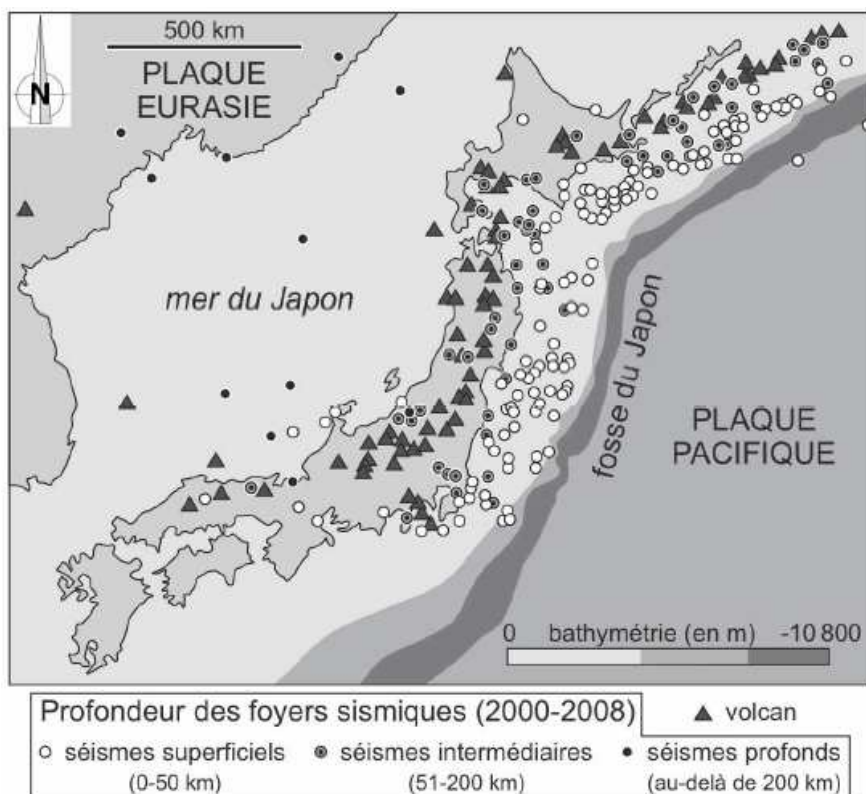 500 km
PLAQUE
EURASIE
N
mer du Japon
fosse du Japon
PLAQUE
PACIFIQUE
0 bathymétrie (en m) -10 800
Profondeur des foyers sismiques (2000-2008)
volcan
séismes superficiels
(0-50 km)
séismes intermédiaires
(51-200 km)
séismes profonds
(au-delà de 200 km)